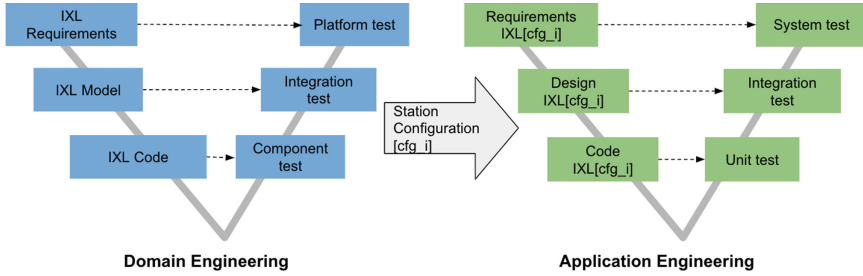 IXL
Requirements
Platform test
IXL Model
Integration
test
IXL Code
Component
test
Domain Engineering
Station
Configuration
[cfg_i]
Requirements
IXL[cfg_i]
System test
Design
IXL[cfg_i]
Integration
test
Code
IXL[cfg_i]
Unit test
Application Engineering